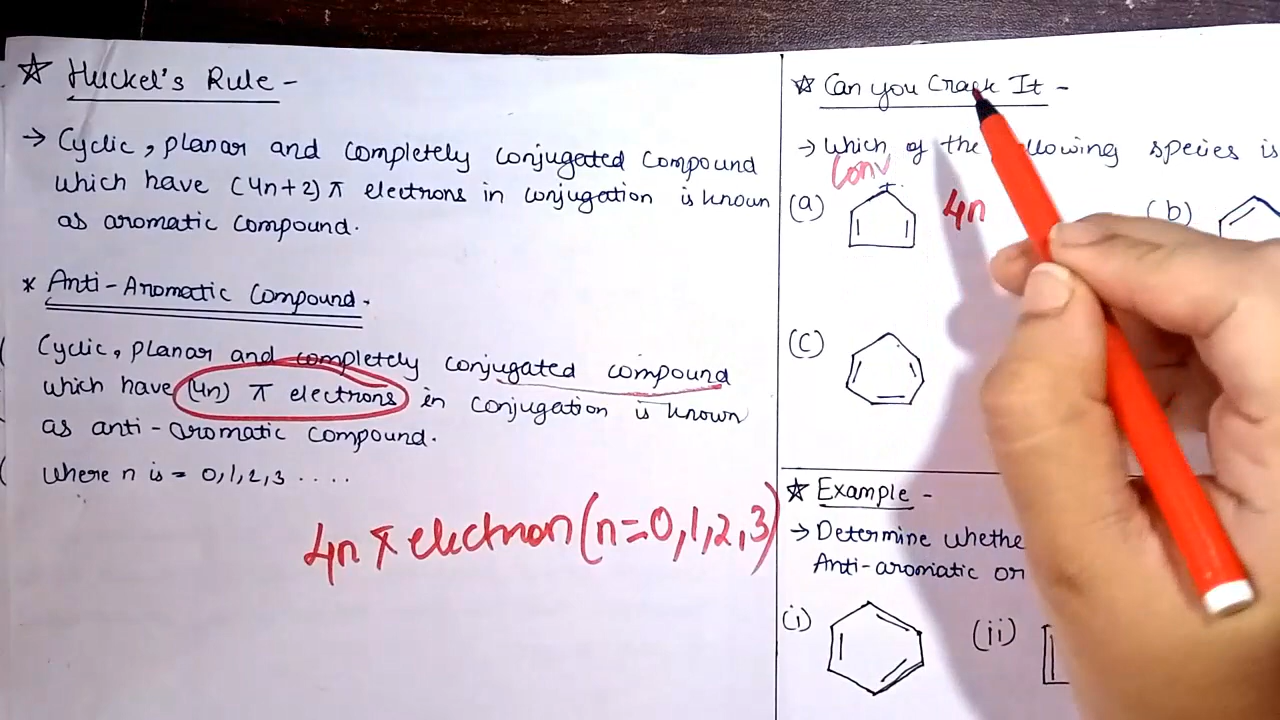 ☆ Huckel's Rule -
→ Cyclic, planar and completely conjugated compound
which have (4n+2) π electrons in conjugation is known
as aromatic compound.
* Anti-Aromatic Compound.
Cyclic, planar and completely conjugated compound
which have (4n) π electrons in conjugation is known
as anti-aromatic compound.
where n is = 0,1,2,3 ....
4n π electron (n=0,1,2,3)
☆ Can you Crack It -
→ Which of the llowing species is
Conv
(a) + 4n (b)
(c)
☆ Example -
→ Determine whethe
Anti-aromatic or
(i) (ii)